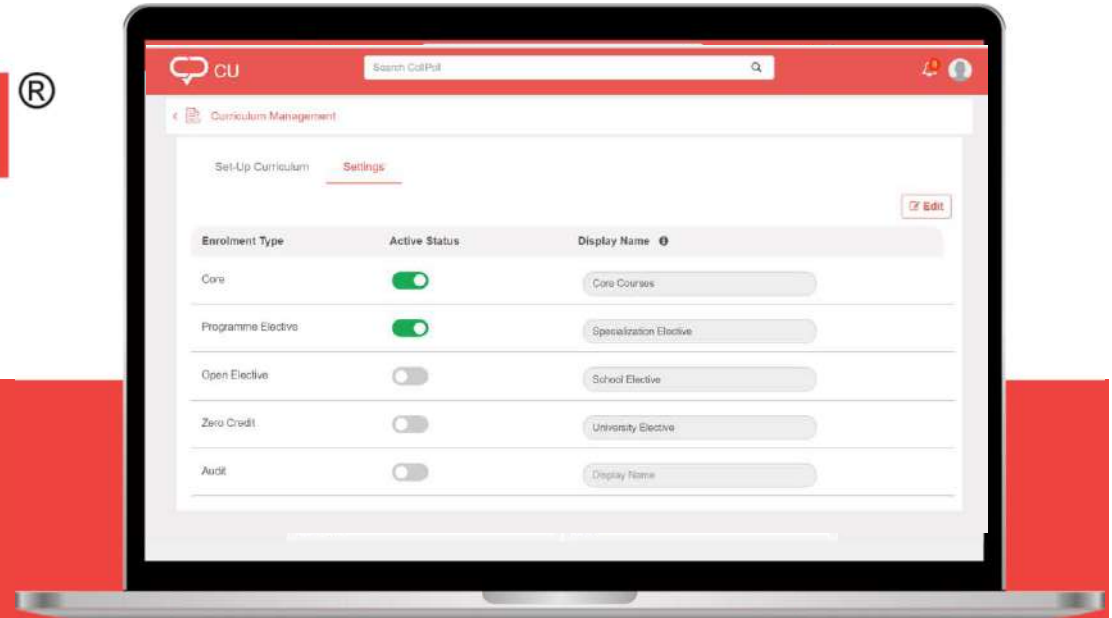 ®
CU
Search CollPoll
Curriculum Management
Set-Up Curriculum Settings
Edit
Enrolment Type Active Status Display Name
Core Core Courses
Programme Elective Specialization Elective
Open Elective School Elective
Zero Credit University Elective
Audit Display Name